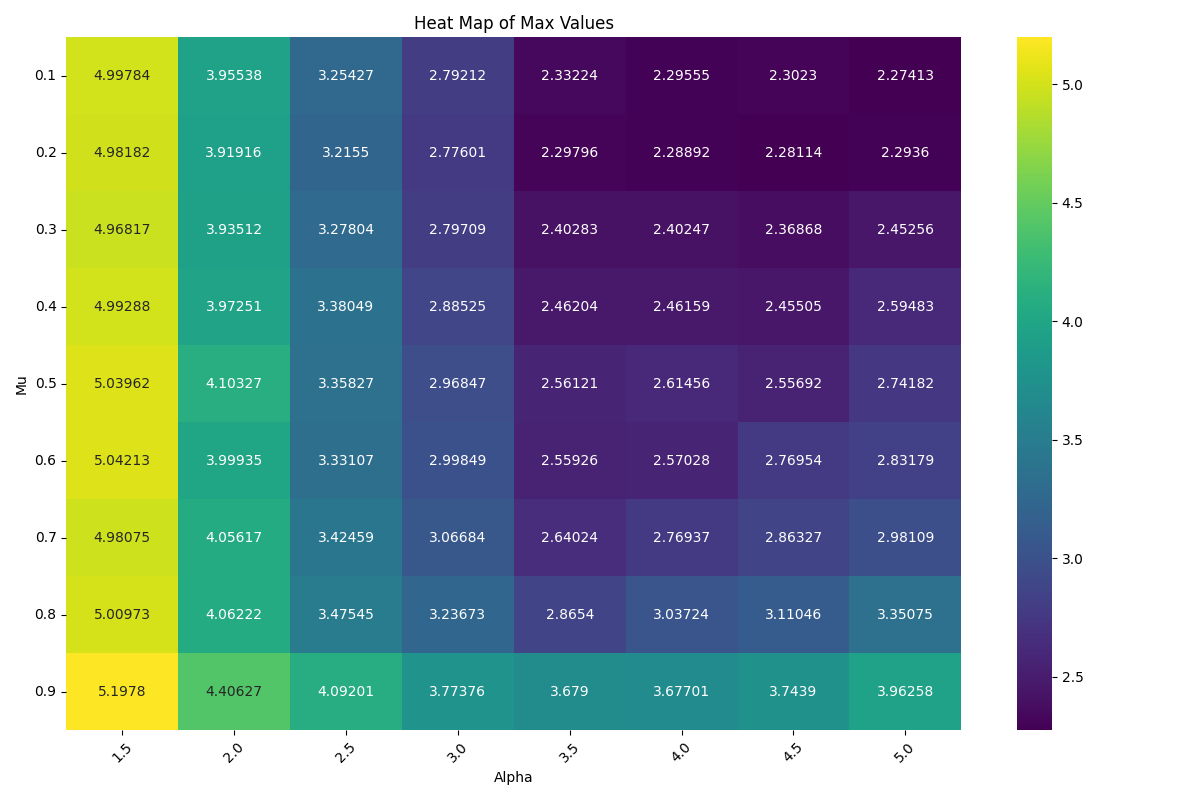 Heat Map of Max Values
0.1 4.99784 3.95538 3.25427 2.79212 2.33224 2.29555 2.3023 2.27413
0.2 4.98182 3.91916 3.2155 2.77601 2.29796 2.28892 2.28114 2.2936
0.3 4.96817 3.93512 3.27804 2.79709 2.40283 2.40247 2.36868 2.45256
0.4 4.99288 3.97251 3.38049 2.88525 2.46204 2.46159 2.45505 2.59483
0.5 5.03962 4.10327 3.35827 2.96847 2.56121 2.61456 2.55692 2.74182
0.6 5.04213 3.99935 3.33107 2.99849 2.55926 2.57028 2.76954 2.83179
0.7 4.98075 4.05617 3.42459 3.06684 2.64024 2.76937 2.86327 2.98109
0.8 5.00973 4.06222 3.47545 3.23673 2.8654 3.03724 3.11046 3.35075
0.9 5.1978 4.40627 4.09201 3.77376 3.679 3.67701 3.7439 3.96258
Mu
1.5 2.0 2.5 3.0 3.5 4.0 4.5 5.0
Alpha
5.0
4.5
4.0
3.5
3.0
2.5